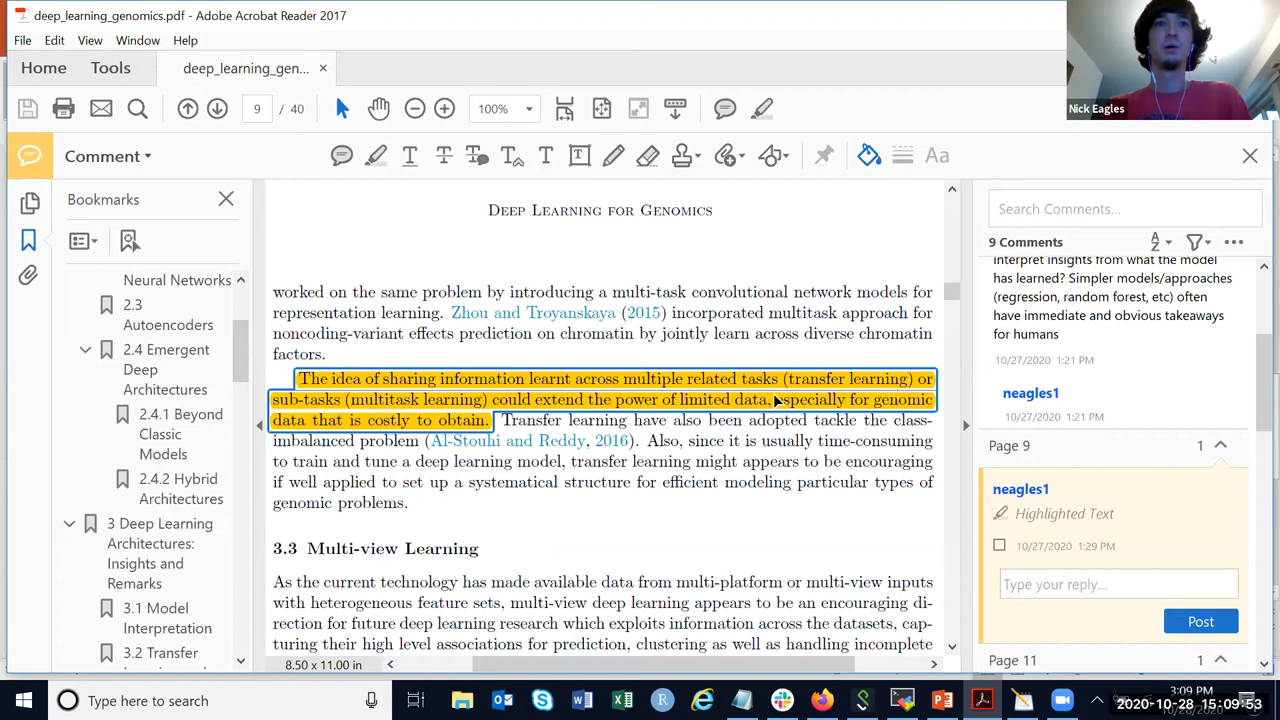 deep_learning_genomics.pdf - Adobe Acrobat Reader 2017
File Edit View Window Help
Home Tools deep_learning_gen... ×
9 / 40 100%
Nick Eagles
Comment
Bookmarks
Neural Networks
2.3
Autoencoders
2.4 Emergent
Deep
Architectures
2.4.1 Beyond
Classic
Models
2.4.2 Hybrid
Architectures
3 Deep Learning
Architectures:
Insights and
Remarks
3.1 Model
Interpretation
3.2 Transfer
Deep Learning for Genomics
worked on the same problem by introducing a multi-task convolutional network models for
representation learning. Zhou and Troyanskaya (2015) incorporated multitask approach for
noncoding-variant effects prediction on chromatin by jointly learn across diverse chromatin
factors.
The idea of sharing information learnt across multiple related tasks (transfer learning) or
sub-tasks (multitask learning) could extend the power of limited data, especially for genomic
data that is costly to obtain. Transfer learning have also been adopted tackle the class-
imbalanced problem (Al-Stouhi and Reddy, 2016). Also, since it is usually time-consuming
to train and tune a deep learning model, transfer learning might appears to be encouraging
if well applied to set up a systematical structure for efficient modeling particular types of
genomic problems.
3.3 Multi-view Learning
As the current technology has made available data from multi-platform or multi-view inputs
with heterogeneous feature sets, multi-view deep learning appears to be an encouraging di-
rection for future deep learning research which exploits information across the datasets, cap-
turing their high level associations for prediction, clustering as well as handling incomplete
8.50 x 11.00 in
Search Comments...
9 Comments
interpret insights from what the model
has learned? Simpler models/approaches
(regression, random forest, etc) often
have immediate and obvious takeaways
for humans
10/27/2020 1:21 PM
neagles1
10/27/2020 1:21 PM
Page 9 1
neagles1
Highlighted Text
10/27/2020 1:29 PM
Type your reply...
Post
Page 11 1
Type here to search
3:09 PM
2020-10-28 15:09:53